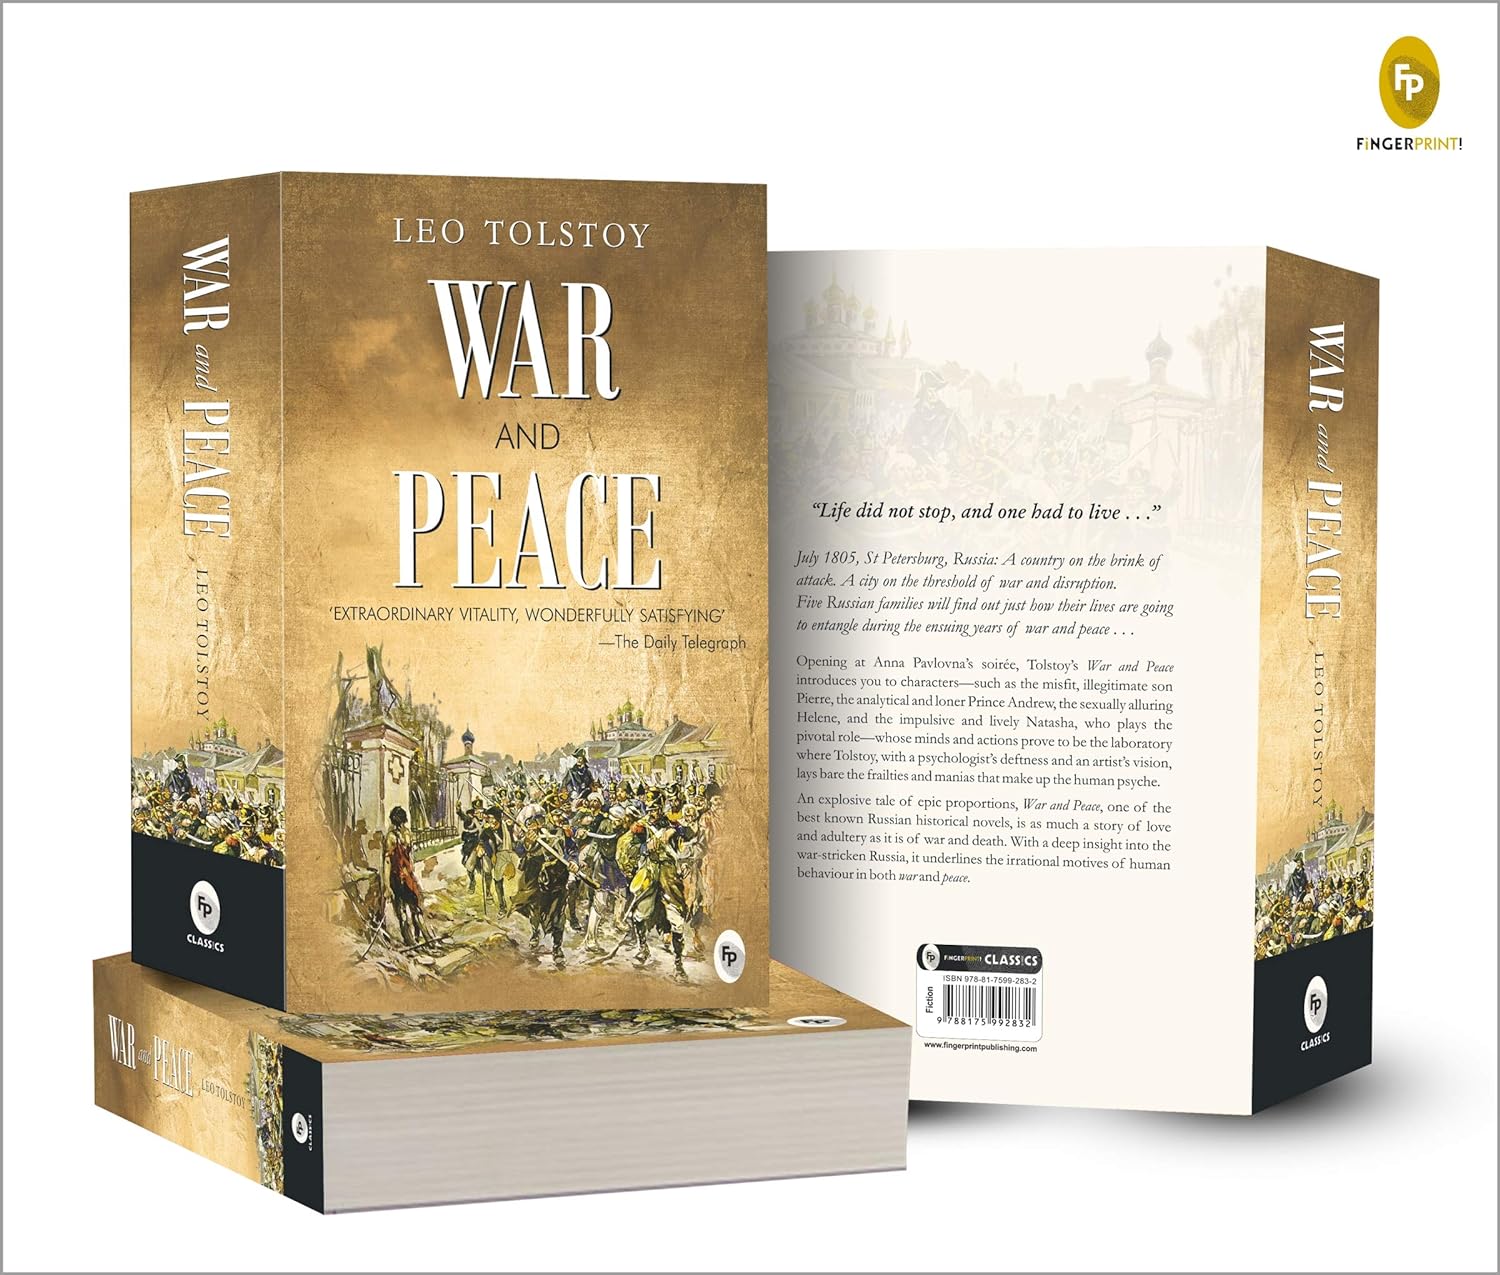 FP
FiNGERPRINT!
WAR and PEACE LEO TOLSTOY
FP
CLASSICS
LEO TOLSTOY
WAR
AND
PEACE
‘EXTRAORDINARY VITALITY, WONDERFULLY SATISFYING’
—The Daily Telegraph
FP
“Life did not stop, and one had to live . . .”
July 1805, St Petersburg, Russia: A country on the brink of
attack. A city on the threshold of war and disruption.
Five Russian families will find out just how their lives are going
to entangle during the ensuing years of war and peace . . .
Opening at Anna Pavlovna’s soirée, Tolstoy’s War and Peace
introduces you to characters—such as the misfit, illegitimate son
Pierre, the analytical and loner Prince Andrew, the sexually alluring
Helene, and the impulsive and lively Natasha, who plays the
pivotal role—whose minds and actions prove to be the laboratory
where Tolstoy, with a psychologist’s deftness and an artist’s vision,
lays bare the frailties and manias that make up the human psyche.
An explosive tale of epic proportions, War and Peace, one of the
best known Russian historical novels, is as much a story of love
and adultery as it is of war and death. With a deep insight into the
war-stricken Russia, it underlines the irrational motives of human
behaviour in both war and peace.
FP FiNGERPRINT! CLASSICS
ISBN 978-81-7599-283-2
Fiction
9 788175 992832
www.fingerprintpublishing.com
WAR and PEACE LEO TOLSTOY
FP
CLASSICS
WAR and PEACE LEO TOLSTOY
FP
CLASSICS
FP